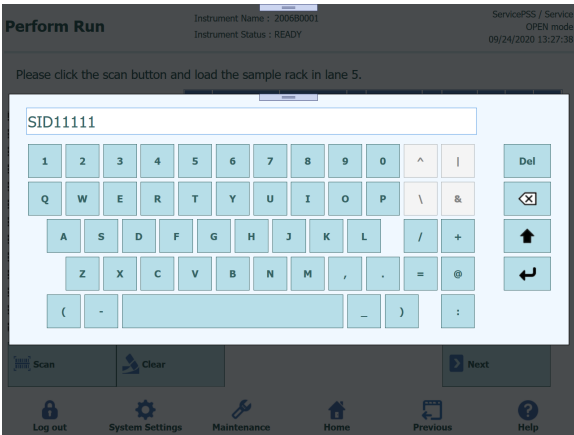 Perform Run
Instrument Name : 2006B0001
Instrument Status : READY
ServicePSS / Service
OPEN mode
09/24/2020 13:27:38
Please click the scan button and load the sample rack in lane 5.
SID11111
1 2 3 4 5 6 7 8 9 0 ^ | Del
Q W E R T Y U I O P \ &
A S D F G H J K L / +
Z X C V B N M , . = @
( - _ ) :
Scan Clear Next
Log out System Settings Maintenance Home Previous Help